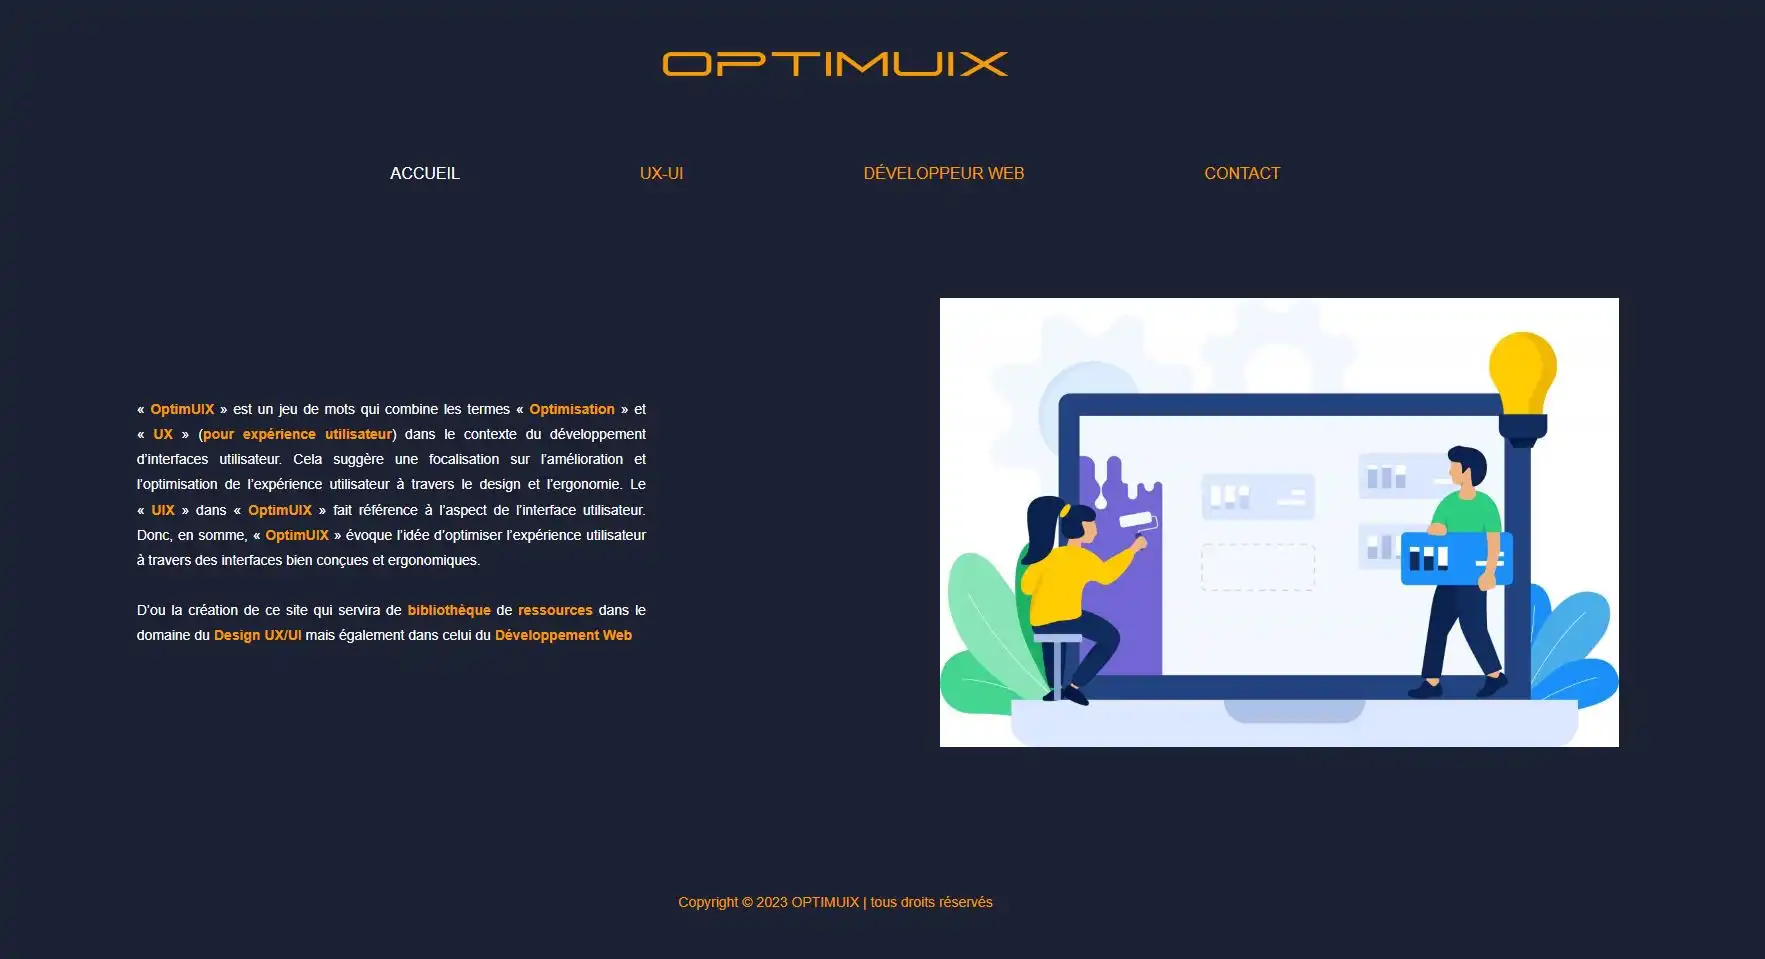 OPTIMUIX
ACCUEIL
UX-UI
DÉVELOPPEUR WEB
CONTACT
« OptimUIX » est un jeu de mots qui combine les termes « Optimisation » et
« UX » (pour expérience utilisateur) dans le contexte du développement
d’interfaces utilisateur. Cela suggère une focalisation sur l’amélioration et
l’optimisation de l’expérience utilisateur à travers le design et l’ergonomie. Le
« UIX » dans « OptimUIX » fait référence à l’aspect de l’interface utilisateur.
Donc, en somme, « OptimUIX » évoque l’idée d’optimiser l’expérience utilisateur
à travers des interfaces bien conçues et ergonomiques.
D’ou la création de ce site qui servira de bibliothèque de ressources dans le
domaine du Design UX/UI mais également dans celui du Développement Web
Copyright © 2023 OPTIMUIX | tous droits réservés